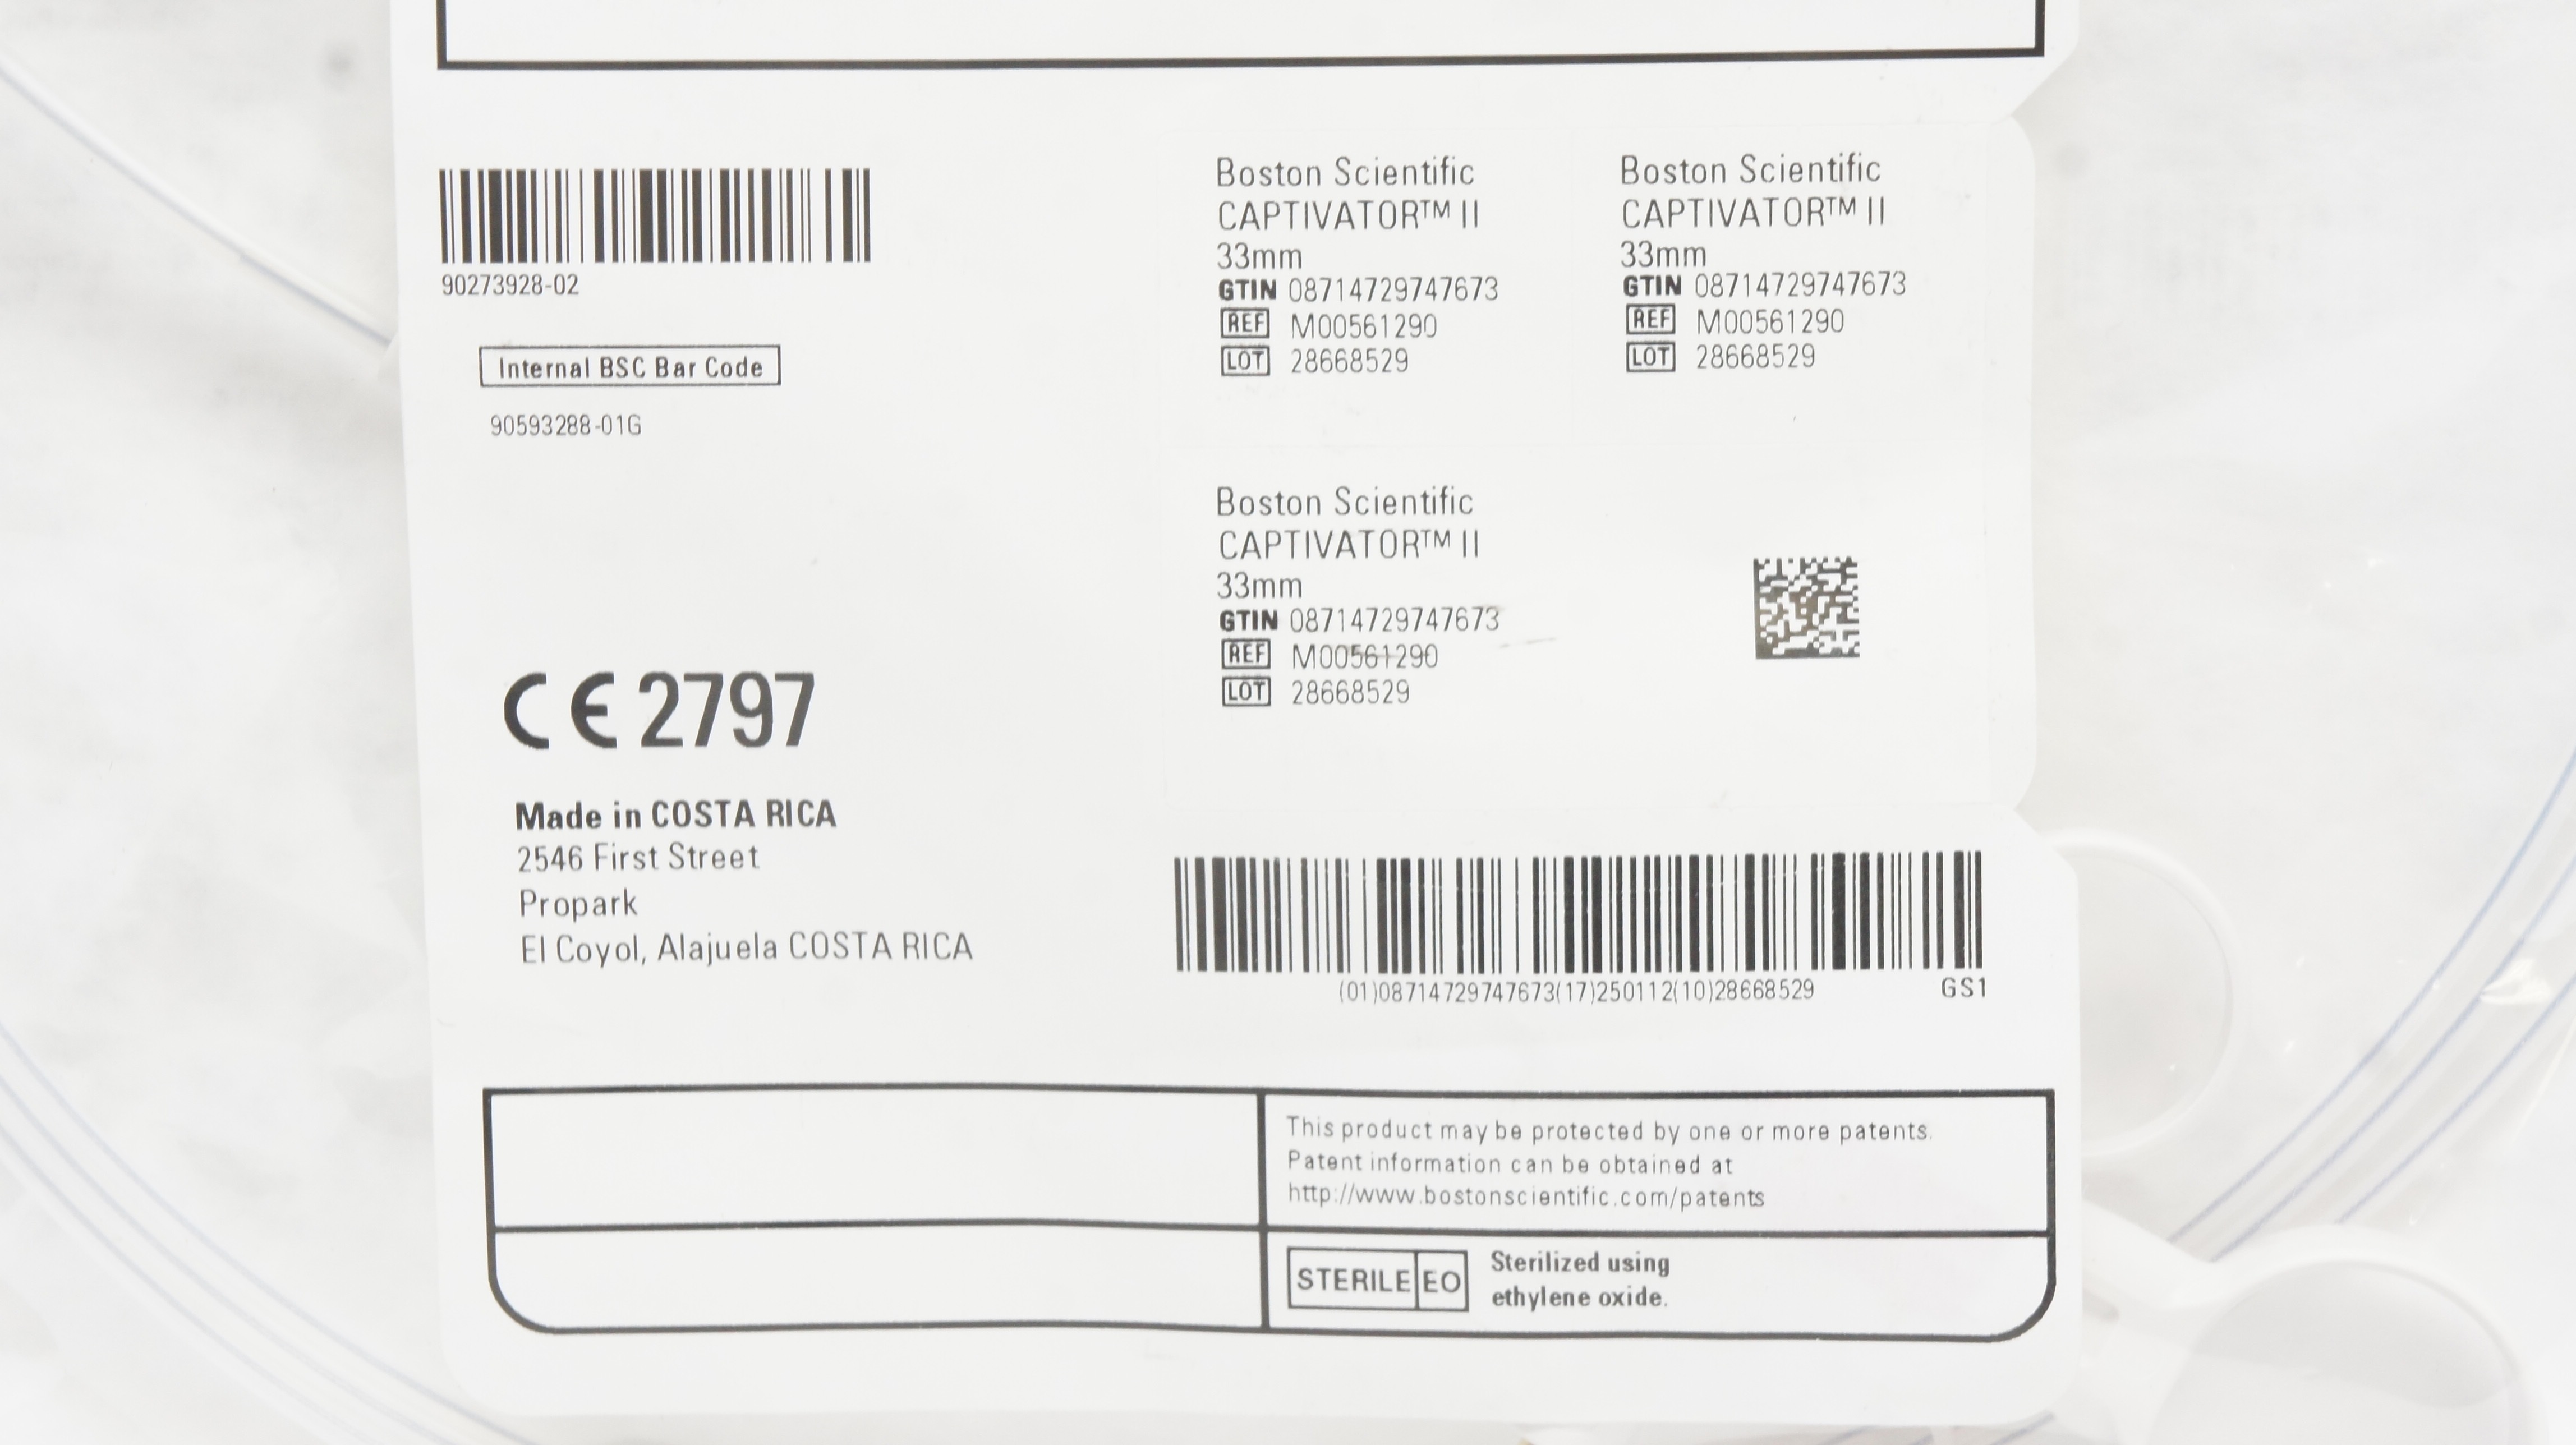 90273928-02
Internal BSC Bar Code
90593288-01G
Boston Scientific
CAPTIVATOR™ II
33mm
GTIN 08714729747673
REF M00561290
LOT 28668529
Boston Scientific
CAPTIVATOR™ II
33mm
GTIN 08714729747673
REF M00561290
LOT 28668529
Boston Scientific
CAPTIVATOR™ II
33mm
GTIN 08714729747673
REF M00561290
LOT 28668529
CE 2797
Made in COSTA RICA
2546 First Street
Propark
El Coyol, Alajuela COSTA RICA
(01)08714729747673(17)250112(10)28668529 GS1
This product may be protected by one or more patents.
Patent information can be obtained at
http://www.bostonscientific.com/patents
STERILE EO
Sterilized using
ethylene oxide.